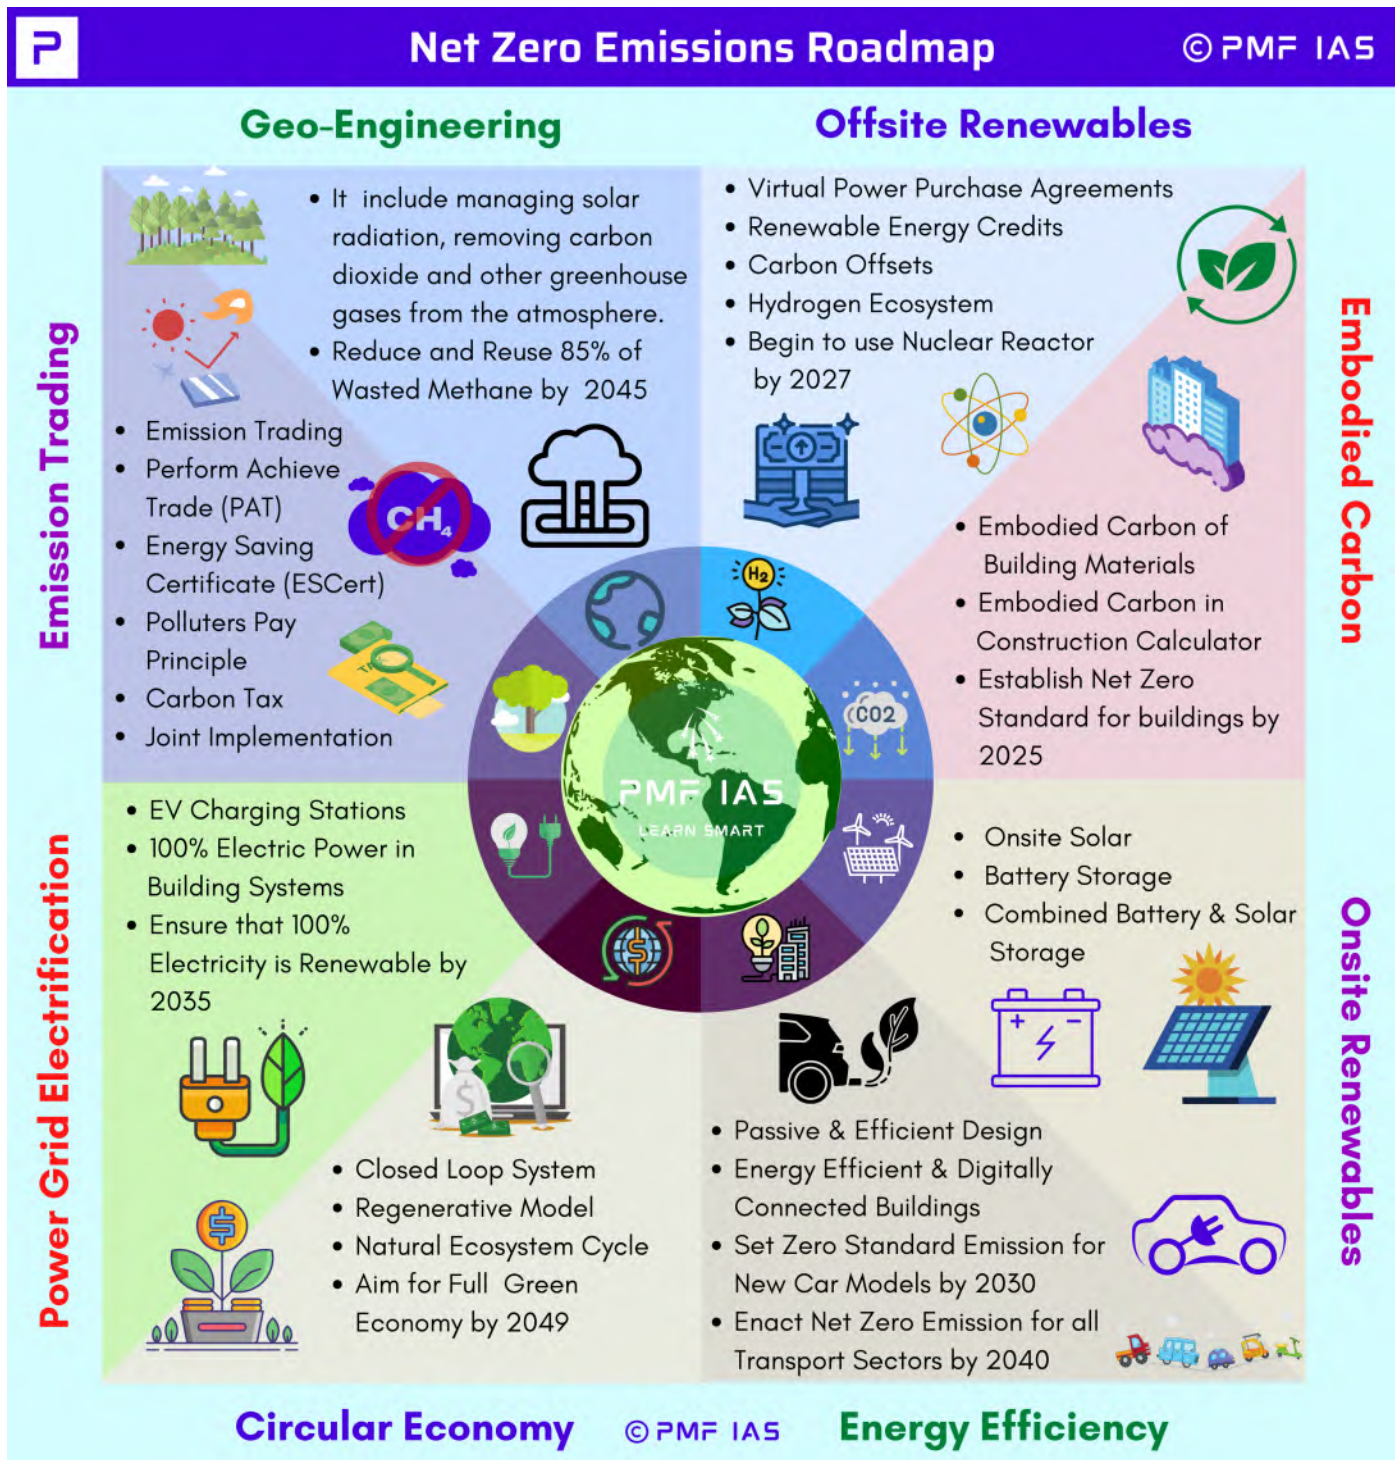 P
Net Zero Emissions Roadmap
© PMF IAS
Geo-Engineering
Offsite Renewables
• It include managing solar
radiation, removing carbon
dioxide and other greenhouse
gases from the atmosphere.
• Reduce and Reuse 85% of
Wasted Methane by 2045
• Virtual Power Purchase Agreements
• Renewable Energy Credits
• Carbon Offsets
• Hydrogen Ecosystem
• Begin to use Nuclear Reactor
by 2027
Emission Trading
• Emission Trading
• Perform Achieve
Trade (PAT)
• Energy Saving
Certificate (ESCert)
• Polluters Pay
Principle
• Carbon Tax
• Joint Implementation
CH4
TAX
Embodied Carbon
• Embodied Carbon of
Building Materials
• Embodied Carbon in
Construction Calculator
• Establish Net Zero
Standard for buildings by
2025
H2
CO2
PMF IAS
LEARN SMART
Power Grid Electrification
• EV Charging Stations
• 100% Electric Power in
Building Systems
• Ensure that 100%
Electricity is Renewable by
2035
Onsite Renewables
• Onsite Solar
• Battery Storage
• Combined Battery & Solar
Storage
+ -
$
$
$
• Closed Loop System
• Regenerative Model
• Natural Ecosystem Cycle
• Aim for Full Green
Economy by 2049
• Passive & Efficient Design
• Energy Efficient & Digitally
Connected Buildings
• Set Zero Standard Emission for
New Car Models by 2030
• Enact Net Zero Emission for all
Transport Sectors by 2040
Circular Economy
© PMF IAS
Energy Efficiency